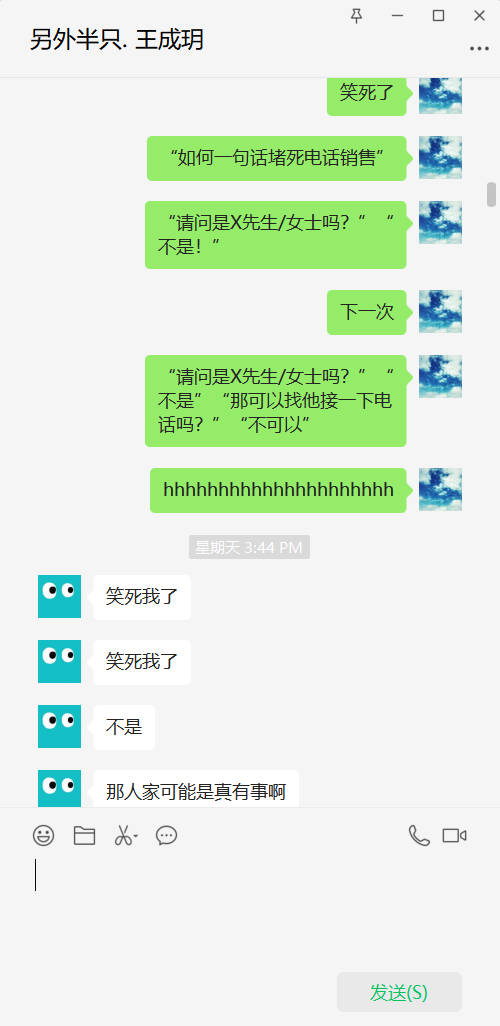 另外半只. 王成玥
笑死了
“如何一句话堵死电话销售”
“请问是X先生/女士吗？”“
不是！”
下一次
“请问是X先生/女士吗？”“
不是”“那可以找他接一下电
话吗？”“不可以”
hhhhhhhhhhhhhhhhhhhhh
星期天 3:44 PM
笑死我了
笑死我了
不是
那人家可能是真有事啊
发送(S)